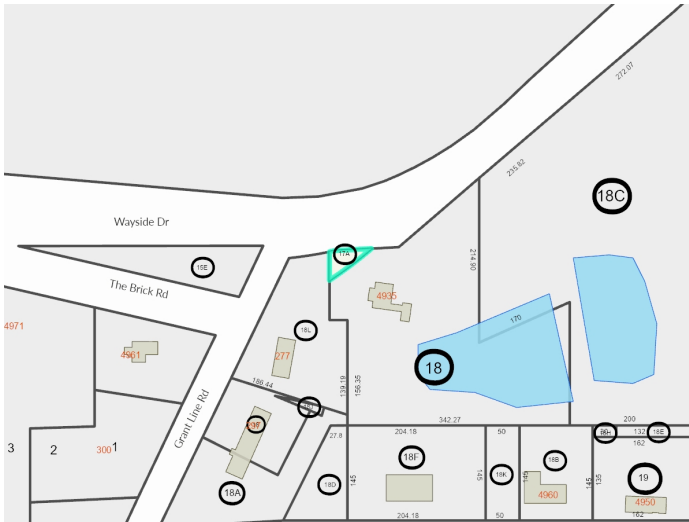 272.07
235.82
18C
Wayside Dr
17A
15E
214.90
The Brick Rd
4935
170
4971
18L
4961
277
18
186.44
139.19
156.35
342.27
200
Grant Line Rd
27.8
204.18
50
132
18E
162
3
2
1
300
18F
18B
18K
145
145
145
135
19
18A
18D
4960
4950
204.18
50
162